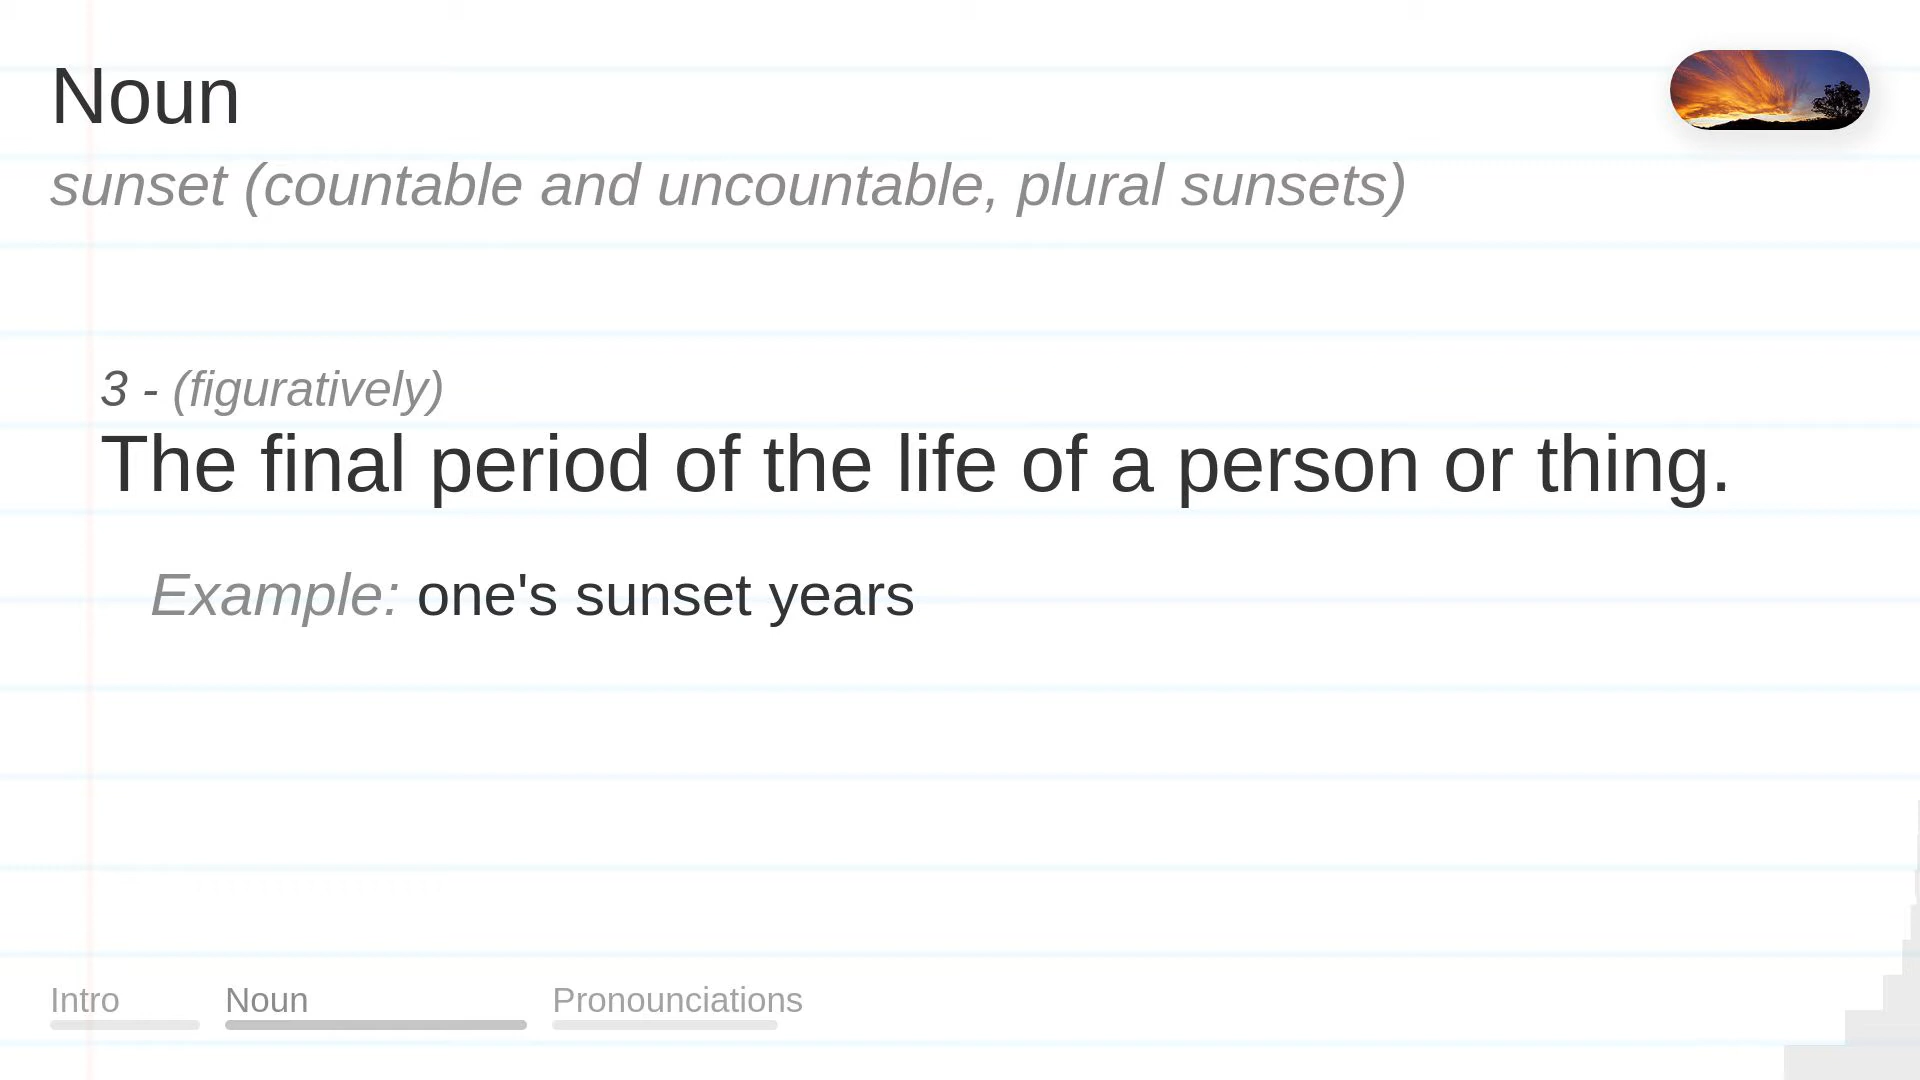 Noun
sunset (countable and uncountable, plural sunsets)
3 - (figuratively)
The final period of the life of a person or thing.
Example: one's sunset years
Intro Noun Pronounciations